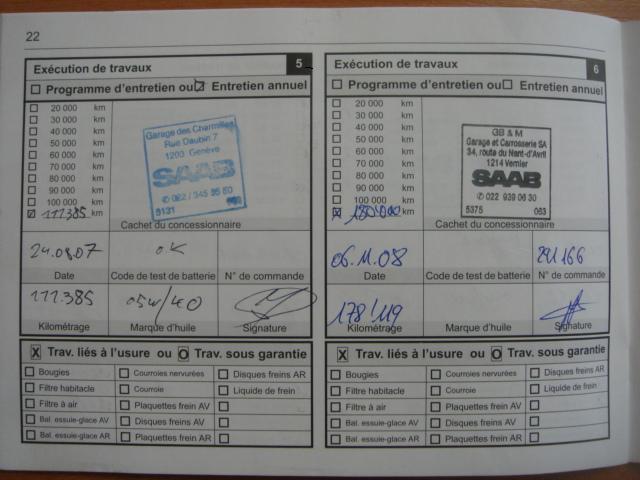 22
Exécution de travaux 5
Programme d'entretien ou Entretien annuel
20 000 km
30 000 km
40 000 km
50 000 km
60 000 km
70 000 km
80 000 km
90 000 km
100 000 km
111.385 km
Garage des Charmilles
Rue Daubin 7
1203 Genève
SAAB
022 / 345
5131
Cachet du concessionnaire
24.08.07 OK
Date Code de test de batterie N° de commande
111.385 05W/40
Kilométrage Marque d'huile Signature
X Trav. liés à l'usure ou O Trav. sous garantie
Bougies Courroies nervurées Disques freins AR
Filtre habitacle Courroie Liquide de frein
Filtre à air Plaquettes frein AV
Bal. essuie-glace AV Disques freins AV
Bal. essuie-glace AR Plaquettes frein AR
Exécution de travaux 6
Programme d'entretien ou Entretien annuel
20 000 km
30 000 km
40 000 km
50 000 km
60 000 km
70 000 km
80 000 km
90 000 km
100 000 km
180'000 km
GB & M
Garage et Carrosserie SA
34, route du Nant-d'Avril
1214 Vernier
SAAB
022 939 06 30
5375 063
Cachet du concessionnaire
06.11.08 291166
Date Code de test de batterie N° de commande
178'119
Kilométrage Marque d'huile Signature
X Trav. liés à l'usure ou O Trav. sous garantie
Bougies Courroies nervurées Disques freins AR
Filtre habitacle Courroie Liquide de frein
Filtre à air Plaquettes frein AV
Bal. essuie-glace AV Disques freins AV
Bal. essuie-glace AR Plaquettes frein AR